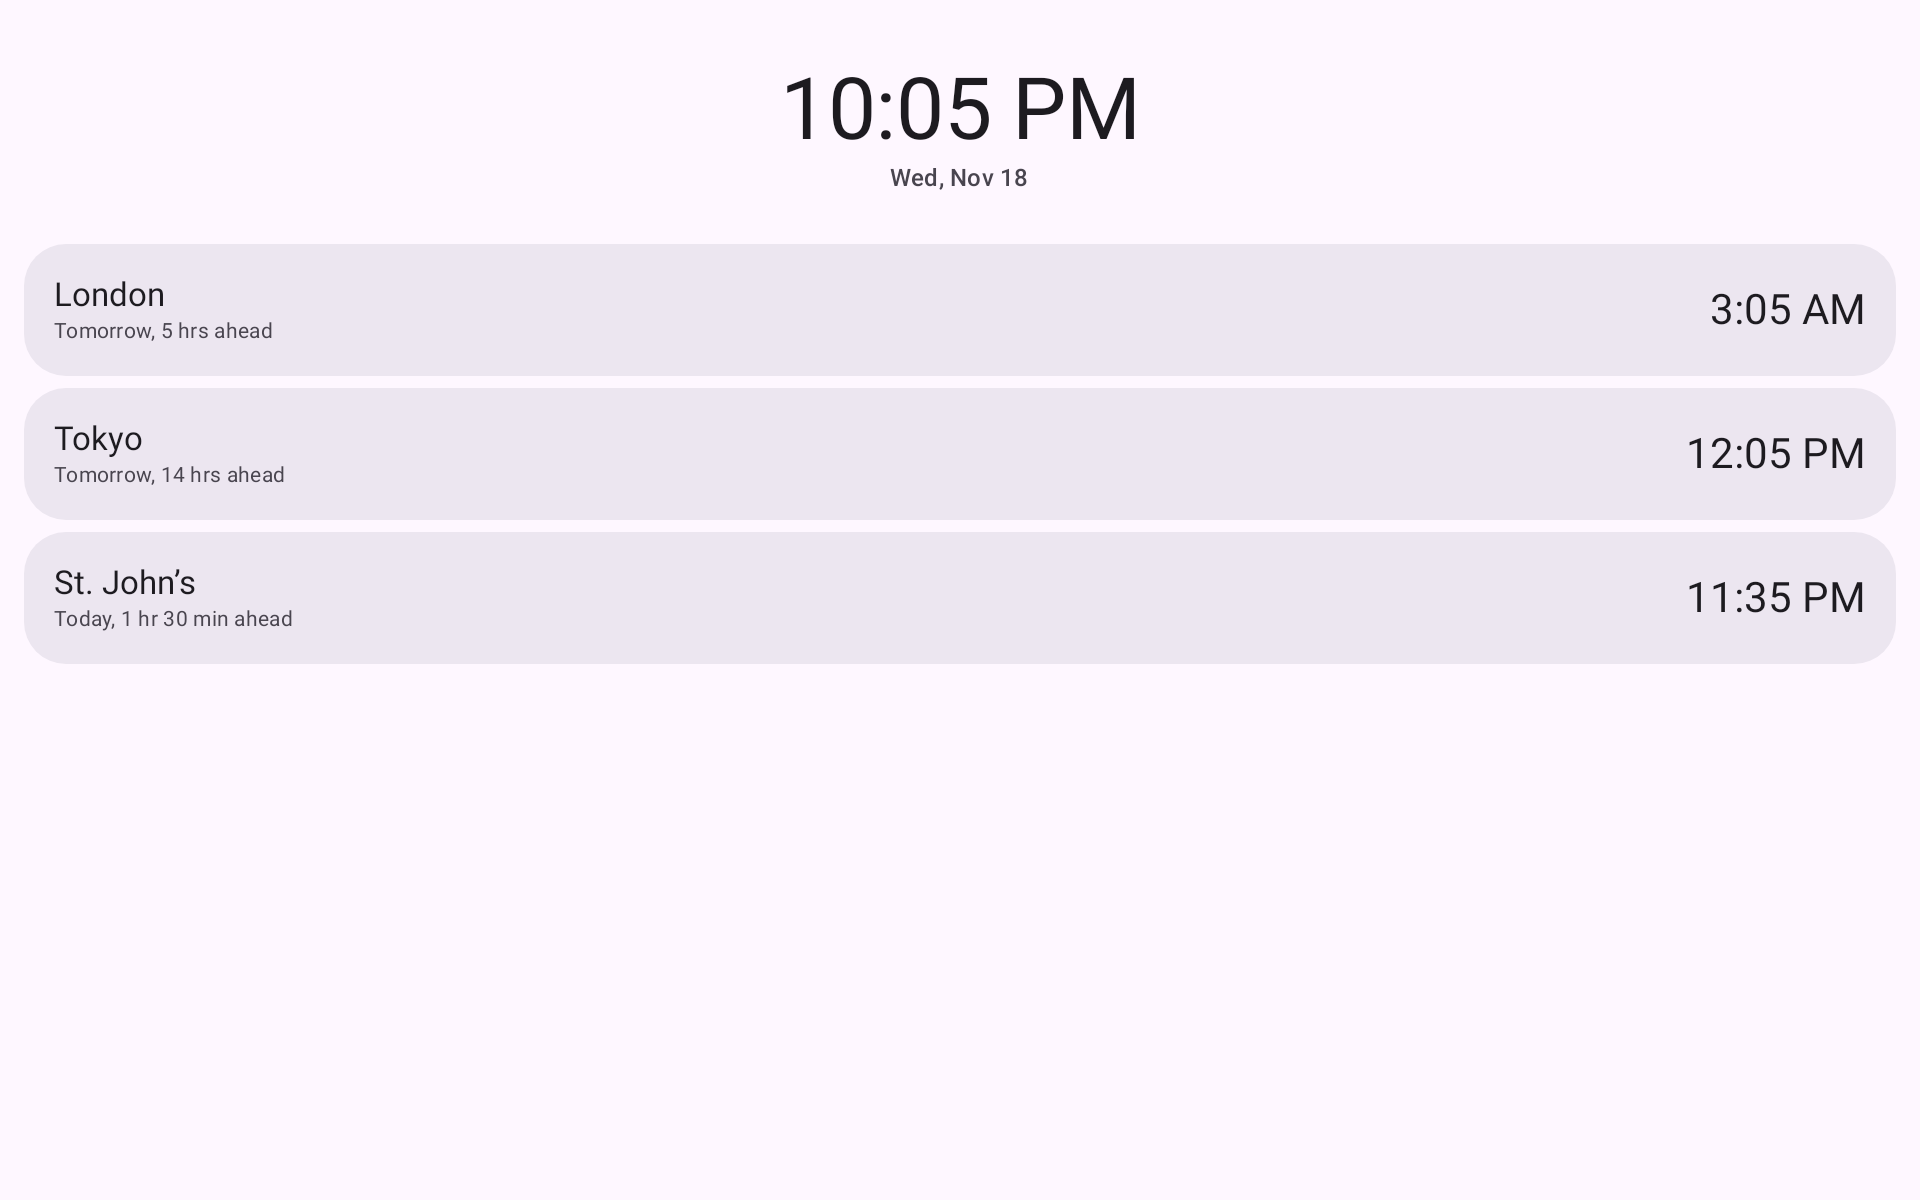 10:05 PM
Wed, Nov 18
London
Tomorrow, 5 hrs ahead
3:05 AM
Tokyo
Tomorrow, 14 hrs ahead
12:05 PM
St. John’s
Today, 1 hr 30 min ahead
11:35 PM